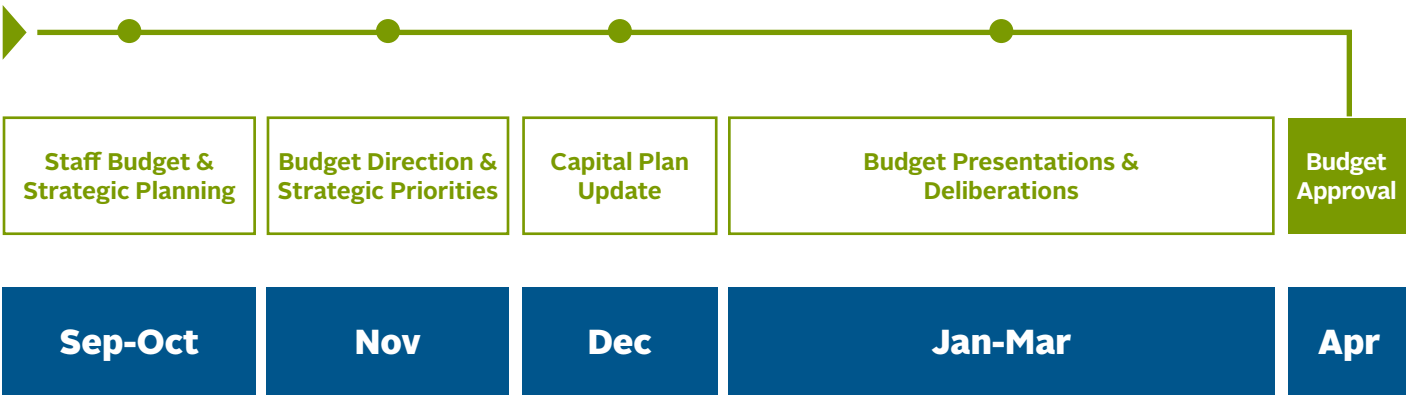 Staff Budget &
Strategic Planning
Budget Direction &
Strategic Priorities
Capital Plan
Update
Budget Presentations &
Deliberations
Budget
Approval
Sep-Oct
Nov
Dec
Jan-Mar
Apr